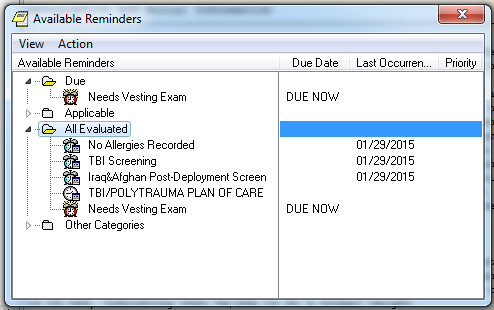 Available Reminders
View Action
Available Reminders Due Date Last Occurren... Priority
Due
Needs Vesting Exam DUE NOW
Applicable
All Evaluated
No Allergies Recorded 01/29/2015
TBI Screening 01/29/2015
Iraq&Afghan Post-Deployment Screen 01/29/2015
TBI/POLYTRAUMA PLAN OF CARE
Needs Vesting Exam DUE NOW
Other Categories